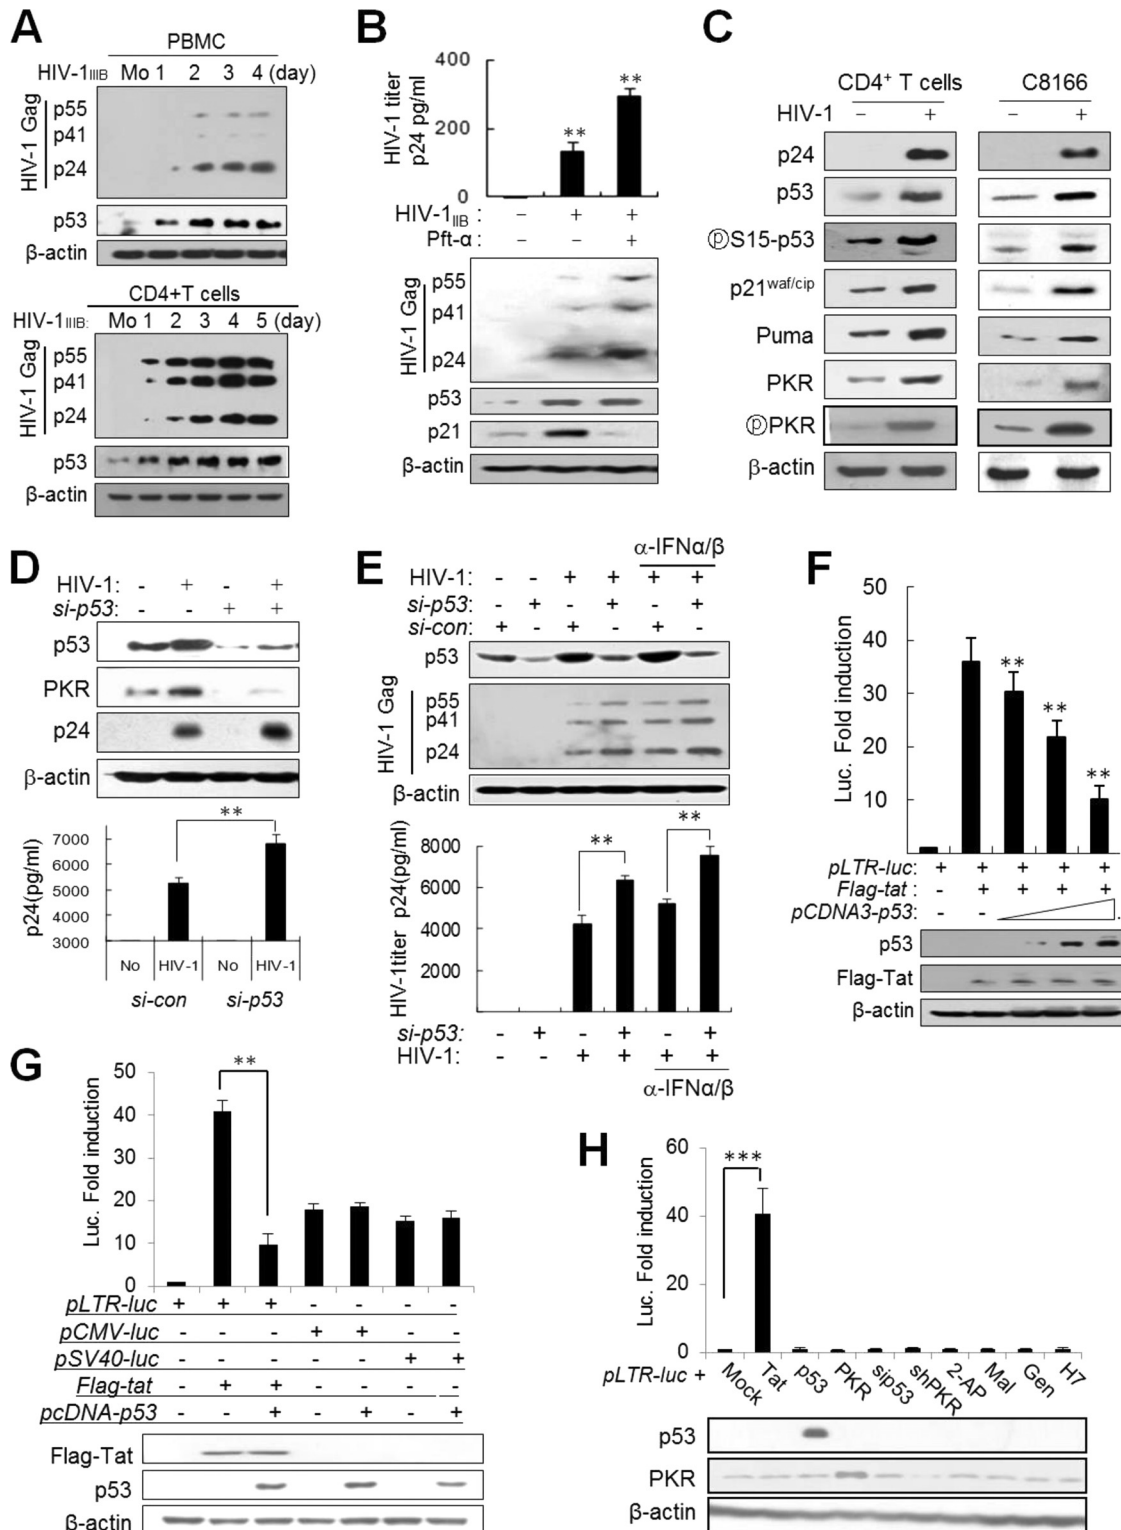 A
PBMC
HIV-1IIIB Mo 1 2 3 4 (day)
HIV-1 Gag
p55
p41
p24
p53
β-actin
CD4+T cells
HIV-1IIIB: Mo 1 2 3 4 5 (day)
HIV-1 Gag
p55
p41
p24
p53
β-actin
B
HIV-1 titer
p24 pg/ml
400
200
0
**
**
HIV-1IIB : - + +
Pft-α : - - +
HIV-1 Gag
p55
p41
p24
p53
p21
β-actin
C
CD4+ T cells C8166
HIV-1 - + - +
p24
p53
ⓟS15-p53
p21waf/cip
Puma
PKR
ⓟPKR
β-actin
D
HIV-1: - + - +
si-p53: - - + +
p53
PKR
p24
β-actin
**
p24(pg/ml)
7000
6000
5000
4000
3000
No HIV-1 No HIV-1
si-con si-p53
E
α-IFNα/β
HIV-1: - - + + + +
si-p53: - + - + - +
si-con: + - + - + -
p53
HIV-1 Gag
p55
p41
p24
β-actin
HIV-1titer p24(pg/ml)
8000
6000
4000
2000
**
**
si-p53: - + - + - +
HIV-1: - - + + + +
α-IFNα/β
F
Luc. Fold induction
50
40
30
20
10
**
**
**
pLTR-luc: + + + + +
Flag-tat : - + + + +
pCDNA3-p53: - - .
p53
Flag-Tat
β-actin
G
Luc. Fold induction
50
40
30
20
10
0
**
pLTR-luc + + + - - - -
pCMV-luc - - - + + - -
pSV40-luc - - - - - + +
Flag-tat - + + - - - -
pcDNA-p53 - - + - + - +
Flag-Tat
p53
β-actin
H
Luc. Fold induction
60
40
20
0
***
pLTR-luc + Mock Tat p53 PKR sip53 shPKR 2-AP Mal Gen H7
p53
PKR
β-actin